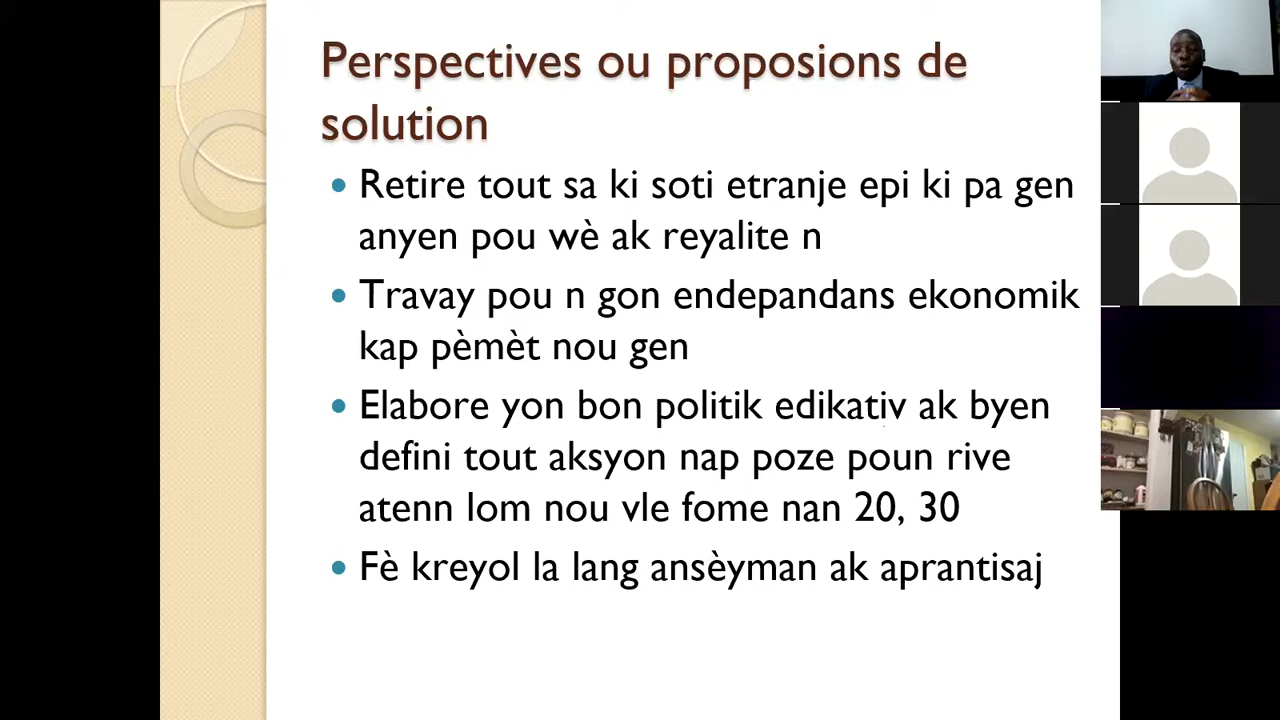 Perspectives ou proposions de
solution
• Retire tout sa ki soti etranje epi ki pa gen
anyen pou wè ak reyalite n
• Travay pou n gon endepandans ekonomik
kap pèmèt nou gen
• Elabore yon bon politik edikativ ak byen
defini tout aksyon nap poze poun rive
atenn lom nou vle fome nan 20, 30
• Fè kreyol la lang ansèyman ak aprantisaj